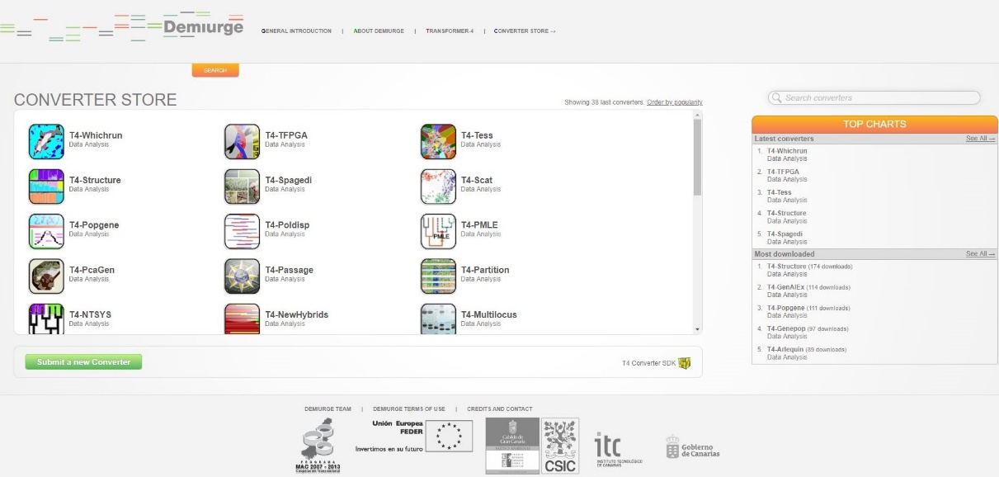 Demiurge
GENERAL INTRODUCTION | ABOUT DEMIURGE | TRANSFORMER-4 | CONVERTER STORE →
SEARCH
CONVERTER STORE
Showing 38 last converters. Order by popularity
T4-Whichrun
Data Analysis
T4-TFPGA
Data Analysis
T4-Tess
Data Analysis
T4-Structure
Data Analysis
T4-Spagedi
Data Analysis
T4-Scat
Data Analysis
T4-Popgene
Data Analysis
T4-Poldisp
Data Analysis
PMLE
T4-PMLE
Data Analysis
T4-PcaGen
Data Analysis
T4-Passage
Data Analysis
T4-Partition
Data Analysis
T4-NTSYS
Data Analysis
T4-NewHybrids
Data Analysis
T4-Multilocus
Data Analysis
Submit a new Converter
T4 Converter SDK
Search converters
TOP CHARTS
Latest converters See All →
1. T4-Whichrun
Data Analysis
2. T4-TFPGA
Data Analysis
3. T4-Tess
Data Analysis
4. T4-Structure
Data Analysis
5. T4-Spagedi
Data Analysis
Most downloaded See All →
1. T4-Structure (174 downloads)
Data Analysis
2. T4-GenAlEx (114 downloads)
Data Analysis
3. T4-Popgene (111 downloads)
Data Analysis
4. T4-Genepop (97 downloads)
Data Analysis
5. T4-Arlequin (89 downloads)
Data Analysis
DEMIURGE TEAM | DEMIURGE TERMS OF USE | CREDITS AND CONTACT
PROGRAMA
MAC 2007 - 2013
Cooperación Transnacional
Unión Europea
FEDER
Invertimos en su futuro
Cabildo de
Gran Canaria
MEDIO AMBIENTE
CSIC
itc
INSTITUTO TECNOLÓGICO
DE CANARIAS
Gobierno
de Canarias